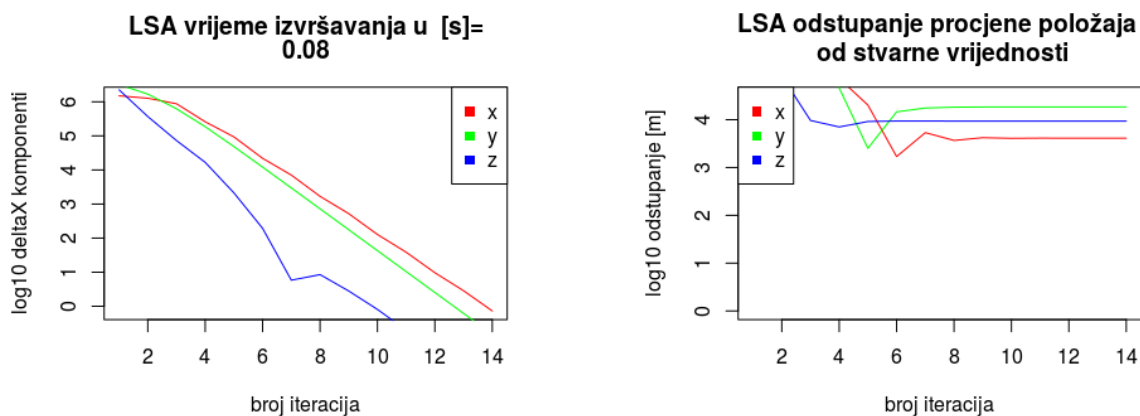 LSA vrijeme izvršavanja u [s]=
0.08
log10 deltaX komponenti
6
5
4
3
2
1
0
x
y
z
2
4
6
8
10
12
14
broj iteracija
LSA odstupanje procjene položaja
od stvarne vrijednosti
log10 odstupanje [m]
4
3
2
1
0
x
y
z
2
4
6
8
10
12
14
broj iteracija